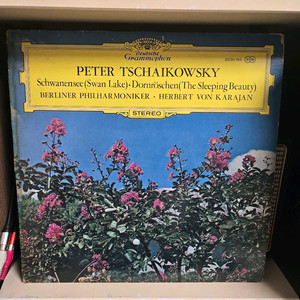 Deutsche
Grammophon
PETER TSCHAIKOWSKY
Schwanensee (Swan Lake) · Dornröschen (The Sleeping Beauty)
BERLINER PHILHARMONIKER · HERBERT VON KARAJAN
STEREO